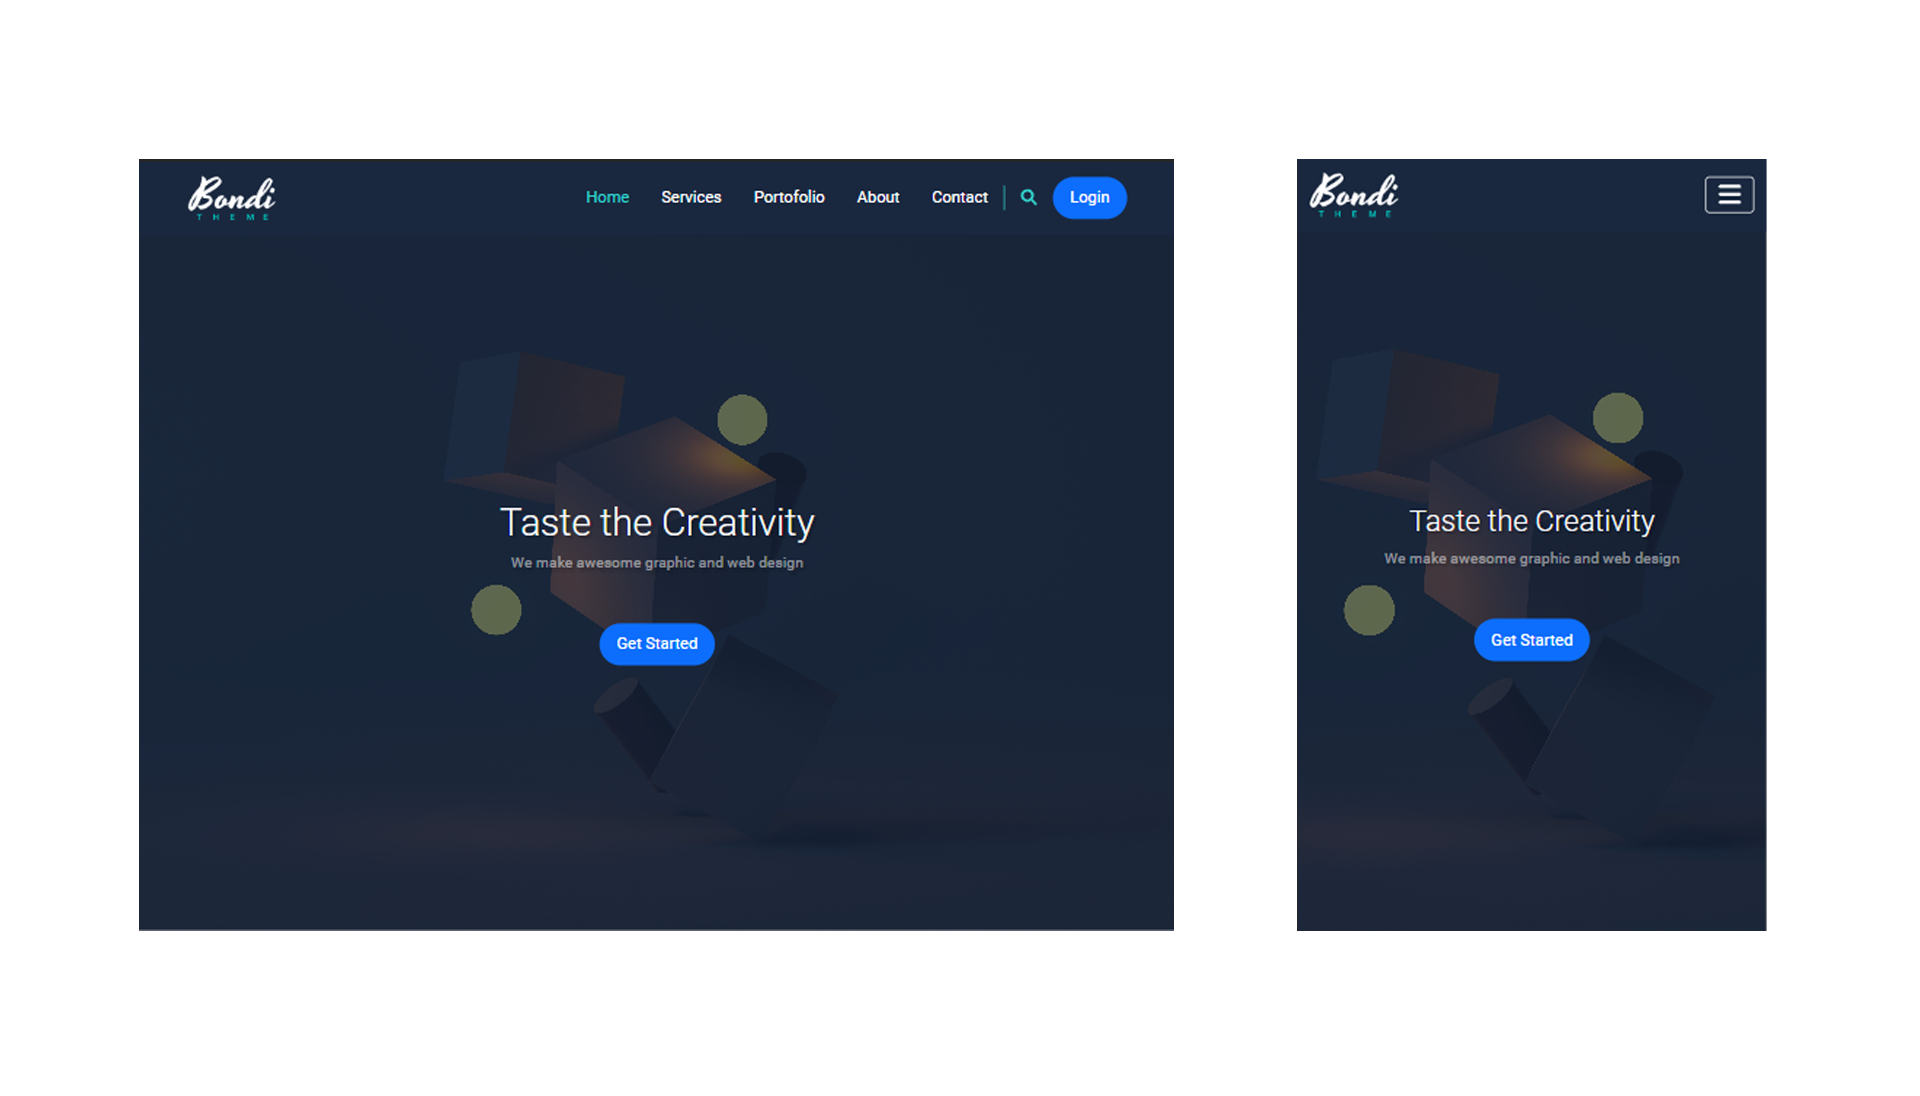 Bondi
THEME
Home Services Portofolio About Contact Login
Taste the Creativity
We make awesome graphic and web design
Get Started
Bondi
THEME
Taste the Creativity
We make awesome graphic and web design
Get Started